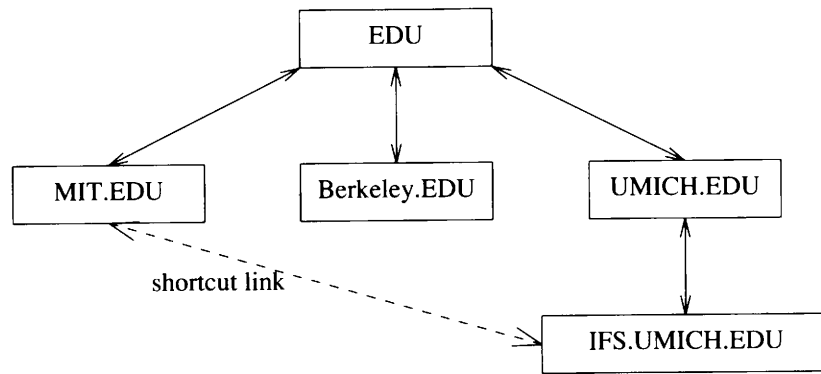 EDU
MIT.EDU
Berkeley.EDU
UMICH.EDU
shortcut link
IFS.UMICH.EDU